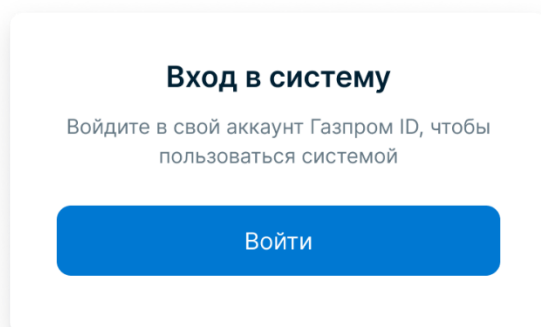 Вход в систему
Войдите в свой аккаунт Газпром ID, чтобы
пользоваться системой
Войти